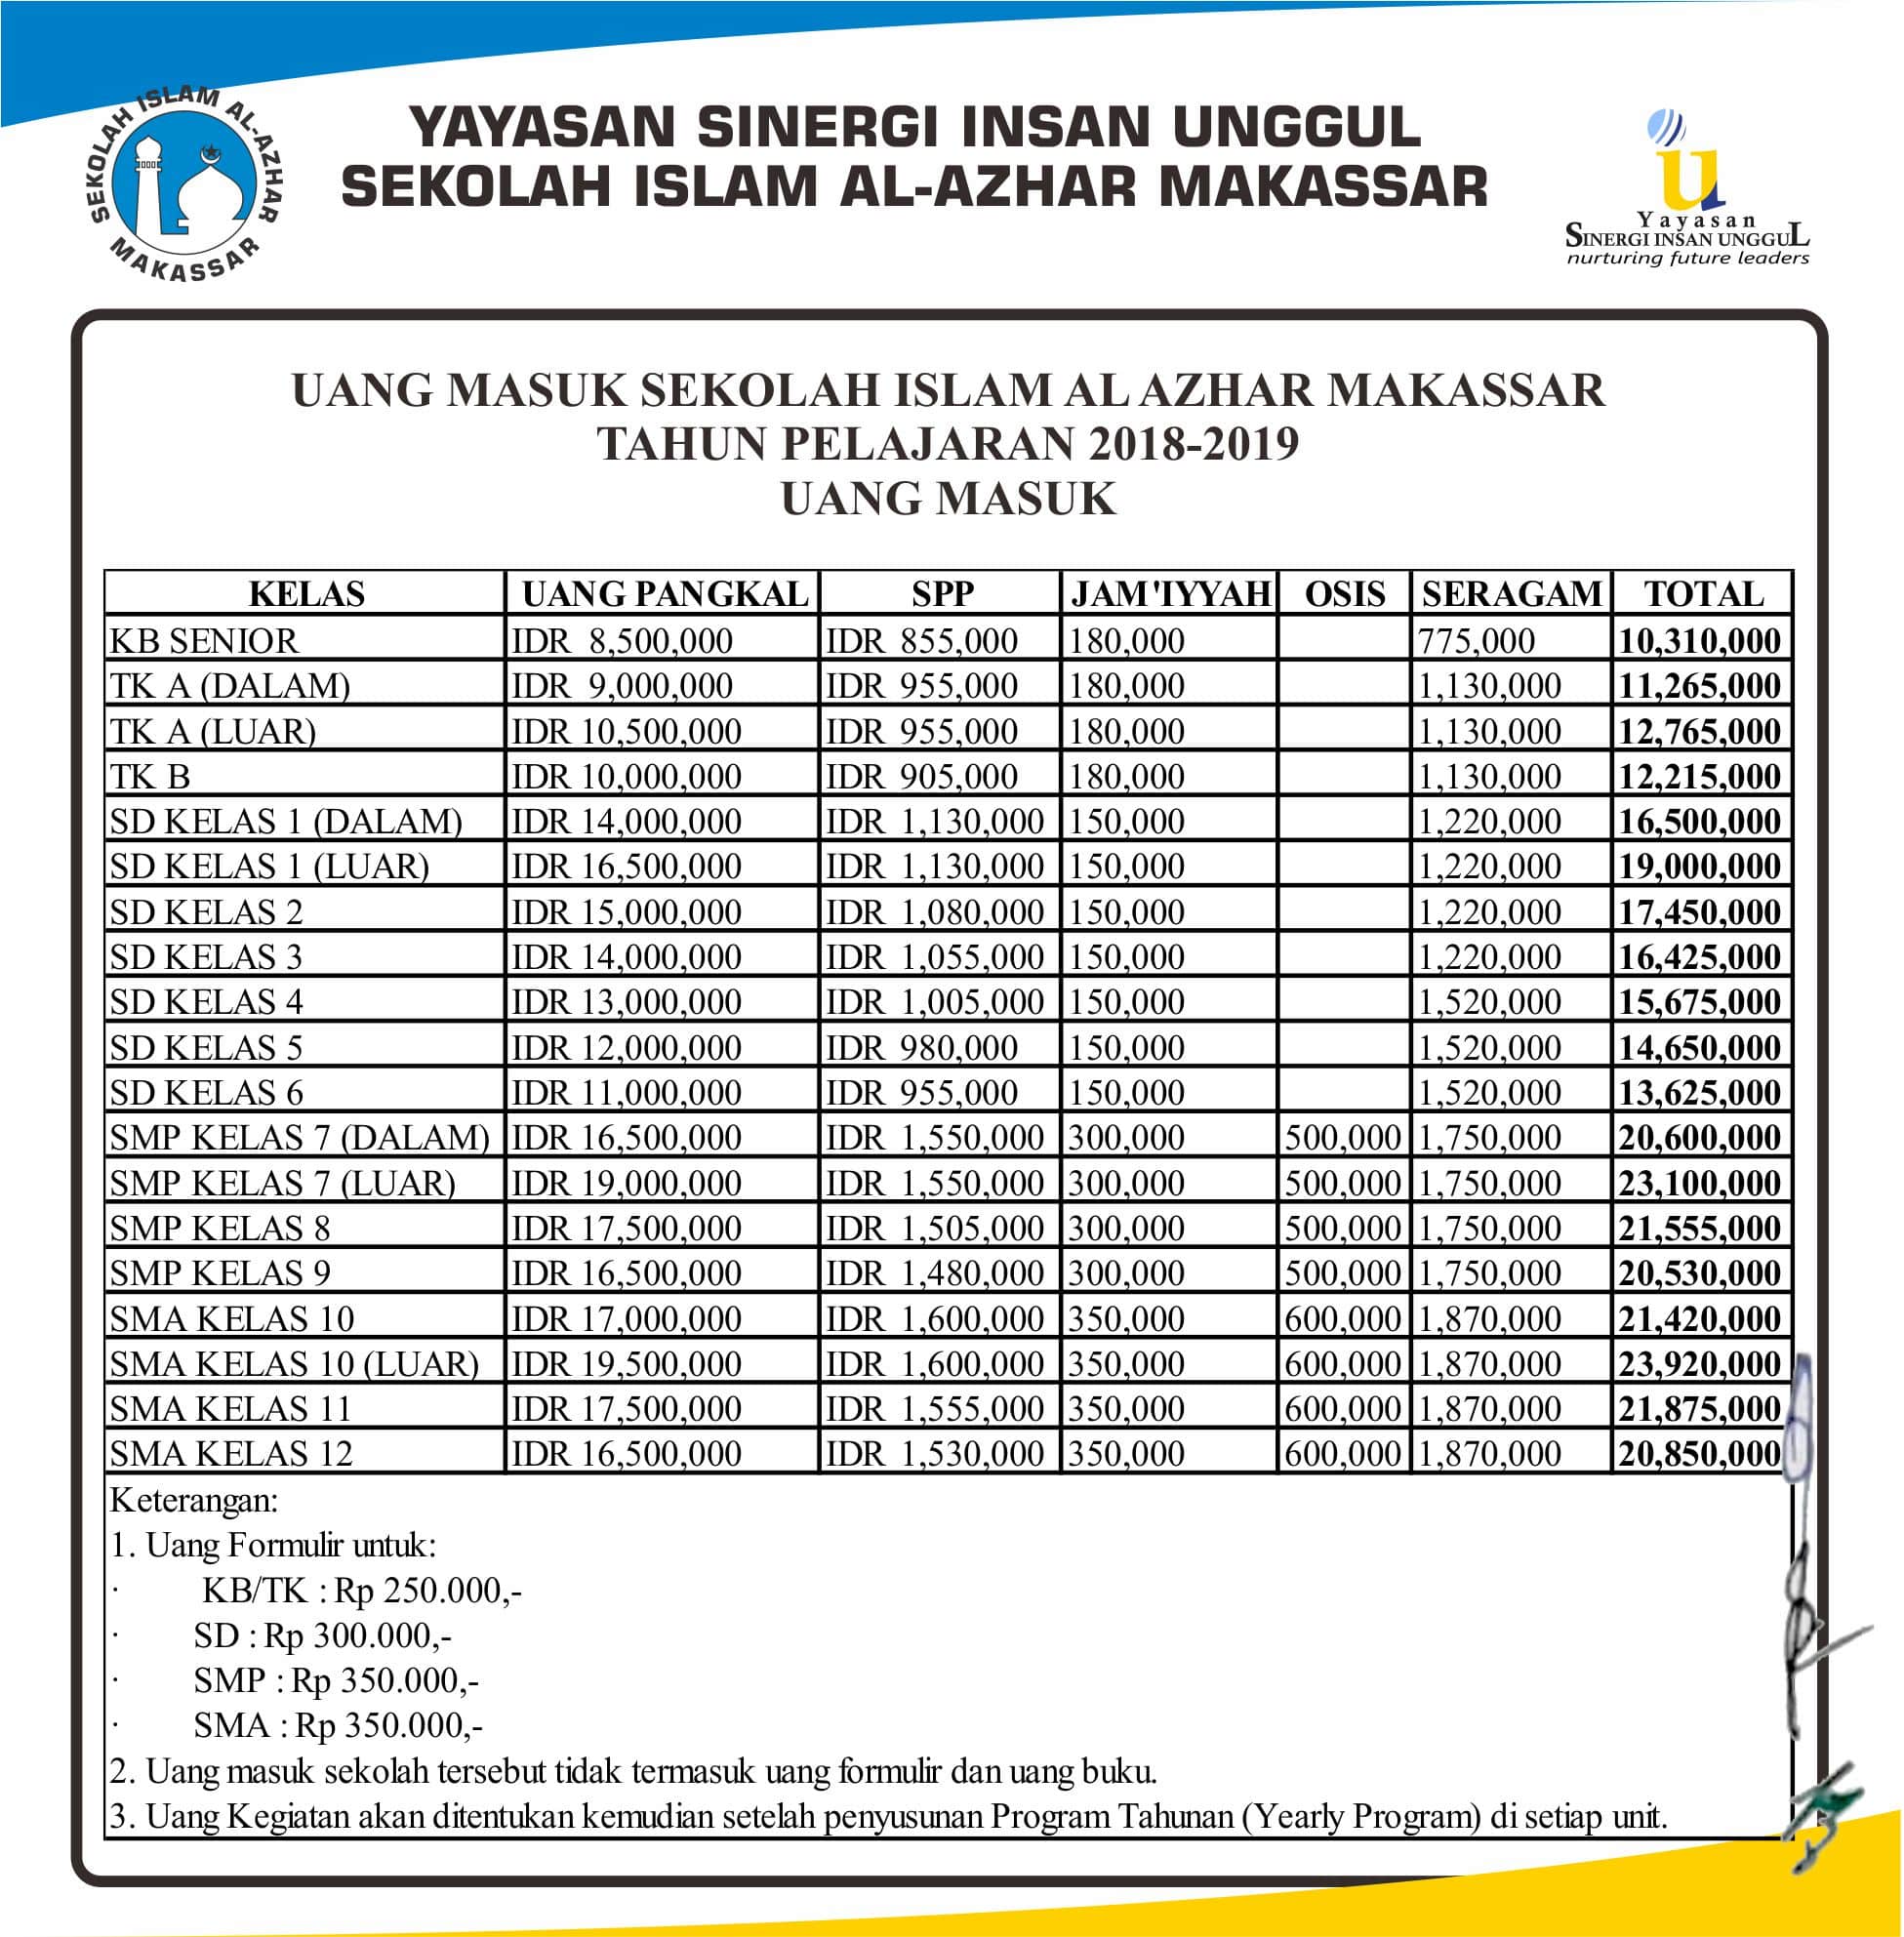 SEKOLAH ISLAM AL-AZHAR
MAKASSAR
YAYASAN SINERGI INSAN UNGGUL
SEKOLAH ISLAM AL-AZHAR MAKASSAR
u
Yayasan
SINERGI INSAN UNGGUL
nurturing future leaders
UANG MASUK SEKOLAH ISLAM AL AZHAR MAKASSAR
TAHUN PELAJARAN 2018-2019
UANG MASUK
KELAS UANG PANGKAL SPP JAM'IYYAH OSIS SERAGAM TOTAL
KB SENIOR IDR 8,500,000 IDR 855,000 180,000 775,000 10,310,000
TK A (DALAM) IDR 9,000,000 IDR 955,000 180,000 1,130,000 11,265,000
TK A (LUAR) IDR 10,500,000 IDR 955,000 180,000 1,130,000 12,765,000
TK B IDR 10,000,000 IDR 905,000 180,000 1,130,000 12,215,000
SD KELAS 1 (DALAM) IDR 14,000,000 IDR 1,130,000 150,000 1,220,000 16,500,000
SD KELAS 1 (LUAR) IDR 16,500,000 IDR 1,130,000 150,000 1,220,000 19,000,000
SD KELAS 2 IDR 15,000,000 IDR 1,080,000 150,000 1,220,000 17,450,000
SD KELAS 3 IDR 14,000,000 IDR 1,055,000 150,000 1,220,000 16,425,000
SD KELAS 4 IDR 13,000,000 IDR 1,005,000 150,000 1,520,000 15,675,000
SD KELAS 5 IDR 12,000,000 IDR 980,000 150,000 1,520,000 14,650,000
SD KELAS 6 IDR 11,000,000 IDR 955,000 150,000 1,520,000 13,625,000
SMP KELAS 7 (DALAM) IDR 16,500,000 IDR 1,550,000 300,000 500,000 1,750,000 20,600,000
SMP KELAS 7 (LUAR) IDR 19,000,000 IDR 1,550,000 300,000 500,000 1,750,000 23,100,000
SMP KELAS 8 IDR 17,500,000 IDR 1,505,000 300,000 500,000 1,750,000 21,555,000
SMP KELAS 9 IDR 16,500,000 IDR 1,480,000 300,000 500,000 1,750,000 20,530,000
SMA KELAS 10 IDR 17,000,000 IDR 1,600,000 350,000 600,000 1,870,000 21,420,000
SMA KELAS 10 (LUAR) IDR 19,500,000 IDR 1,600,000 350,000 600,000 1,870,000 23,920,000
SMA KELAS 11 IDR 17,500,000 IDR 1,555,000 350,000 600,000 1,870,000 21,875,000
SMA KELAS 12 IDR 16,500,000 IDR 1,530,000 350,000 600,000 1,870,000 20,850,000
Keterangan:
1. Uang Formulir untuk:
· KB/TK : Rp 250.000,-
· SD : Rp 300.000,-
· SMP : Rp 350.000,-
· SMA : Rp 350.000,-
2. Uang masuk sekolah tersebut tidak termasuk uang formulir dan uang buku.
3. Uang Kegiatan akan ditentukan kemudian setelah penyusunan Program Tahunan (Yearly Program) di setiap unit.